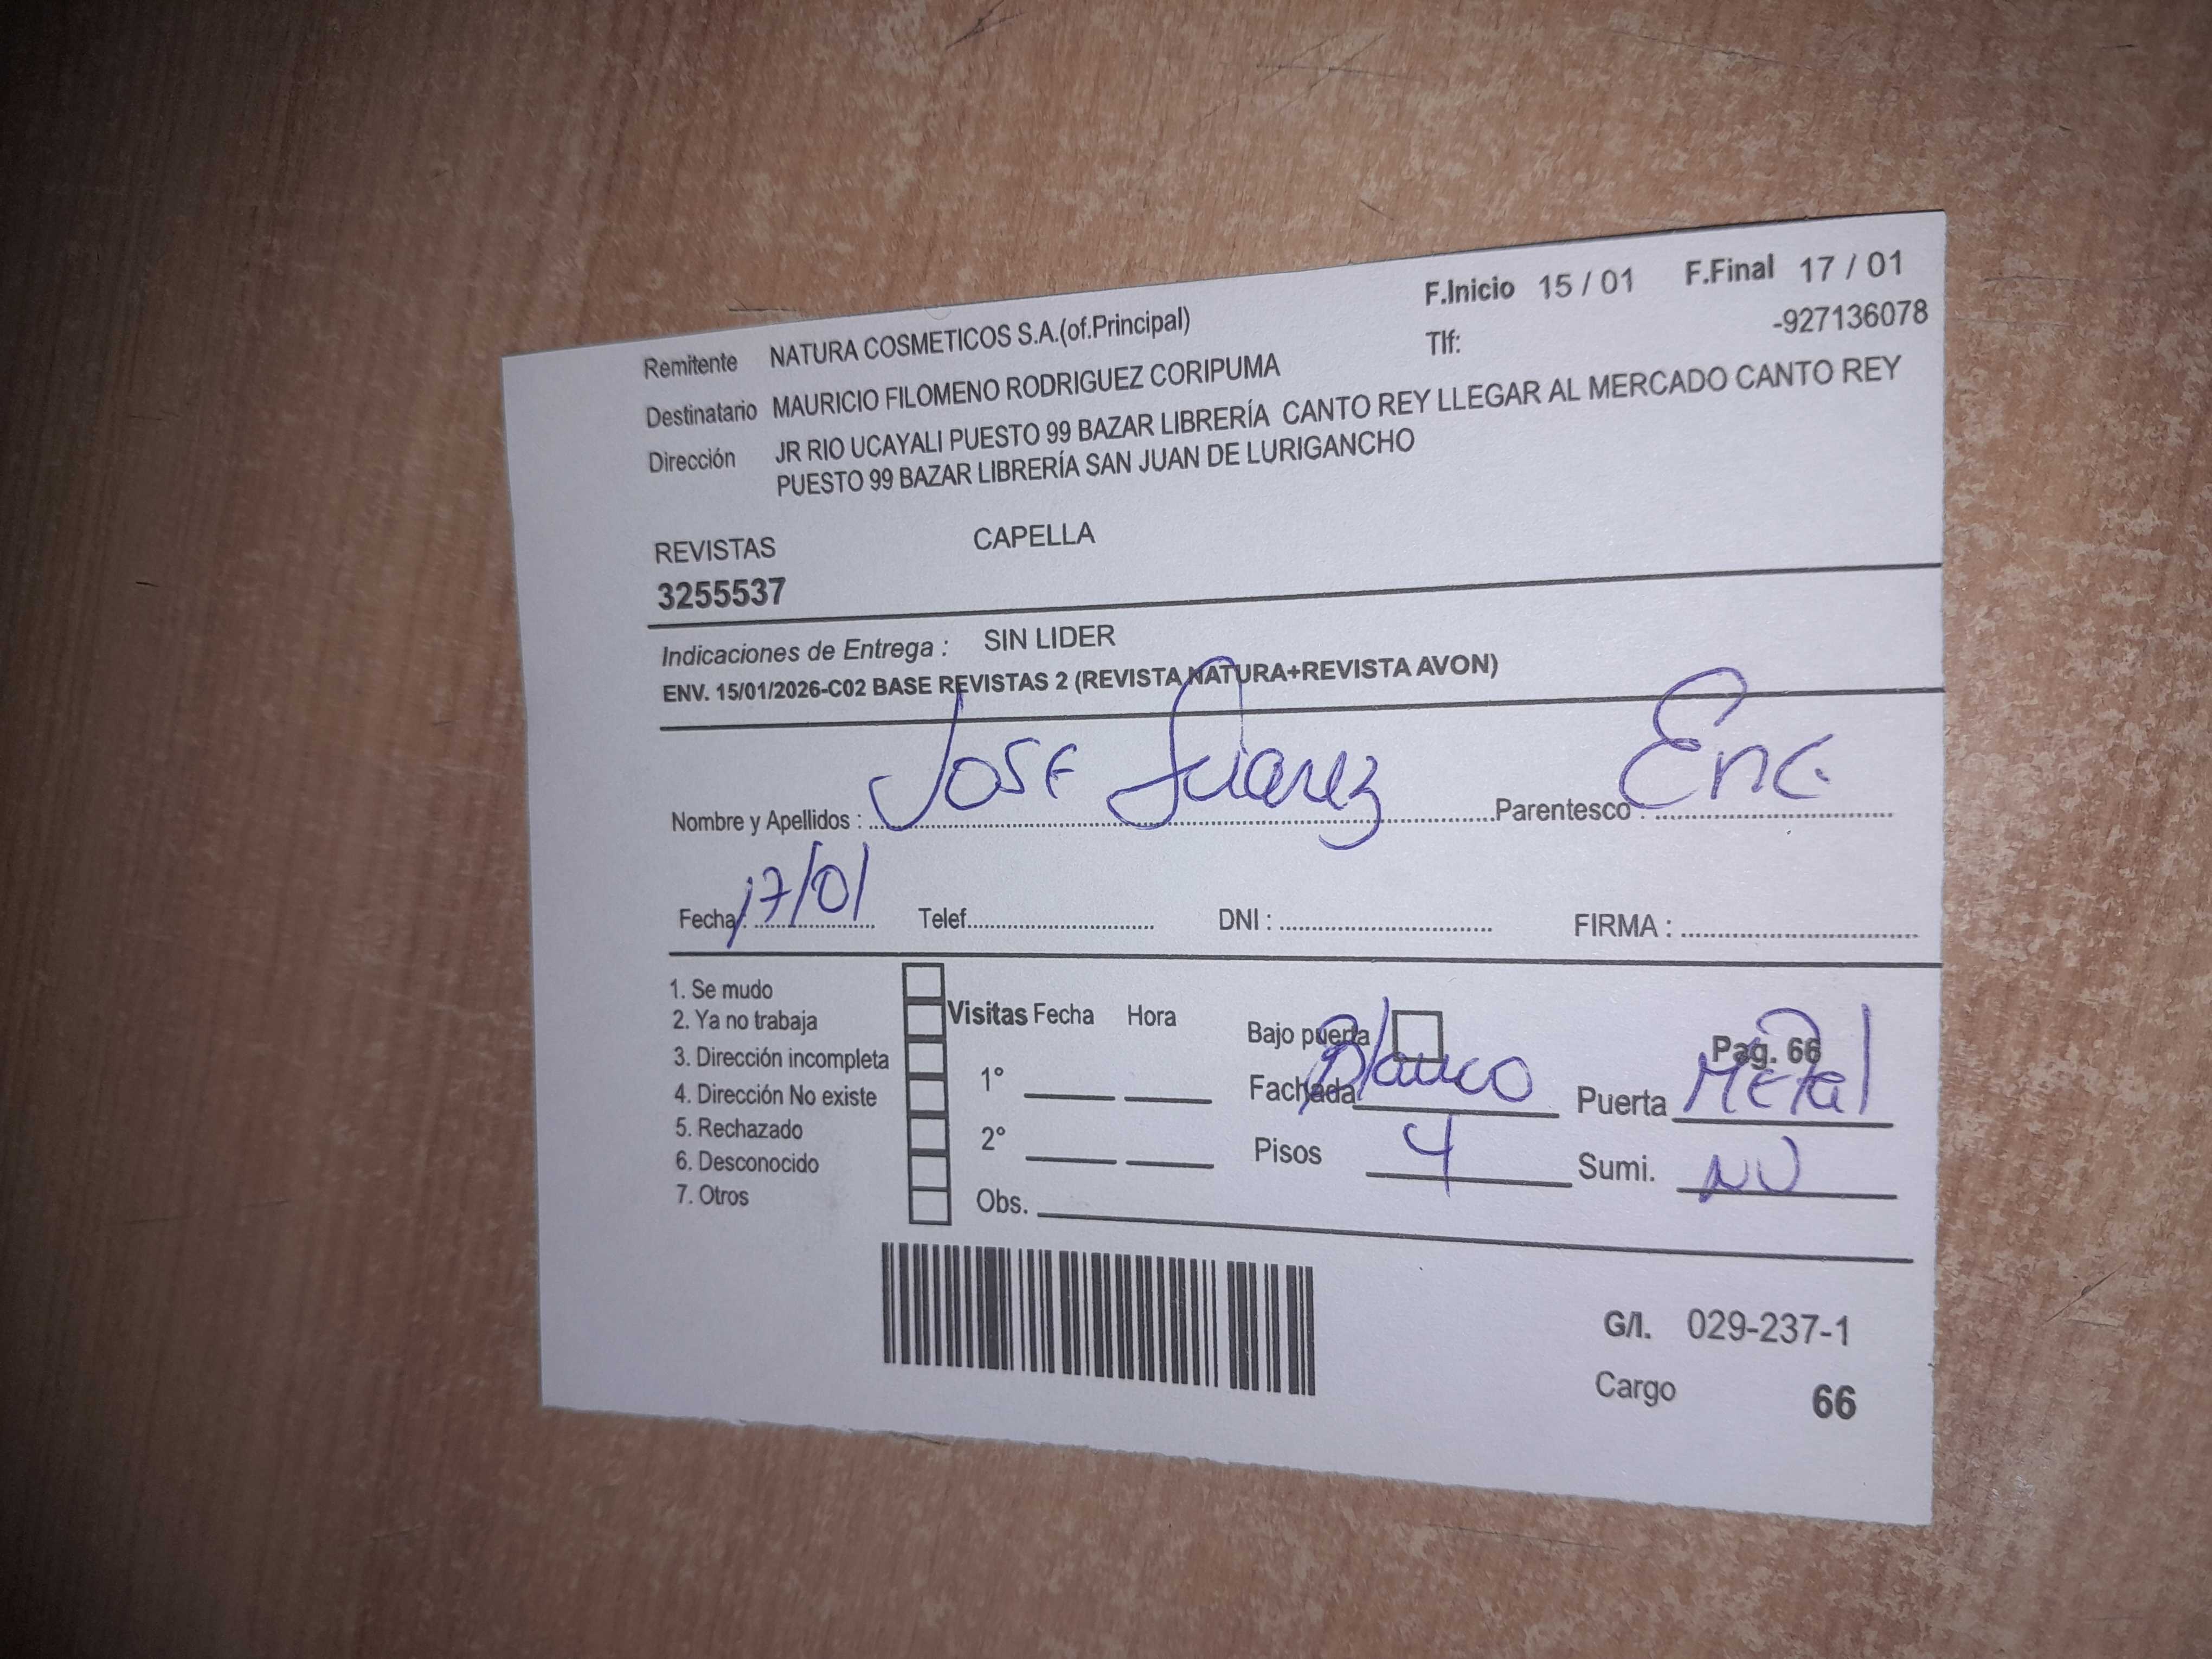 F.Inicio 15 / 01 F.Final 17 / 01
Remitente NATURA COSMETICOS S.A.(of.Principal) Tlf: -927136078
Destinatario MAURICIO FILOMENO RODRIGUEZ CORIPUMA
Dirección JR RIO UCAYALI PUESTO 99 BAZAR LIBRERÍA CANTO REY LLEGAR AL MERCADO CANTO REY
PUESTO 99 BAZAR LIBRERÍA SAN JUAN DE LURIGANCHO
REVISTAS CAPELLA
3255537
Indicaciones de Entrega : SIN LIDER
ENV. 15/01/2026-C02 BASE REVISTAS 2 (REVISTA NATURA+REVISTA AVON)
Nombre y Apellidos : Jose Suarez Parentesco : Enc.
Fecha : 17/01 Telef. DNI : FIRMA :
1. Se mudo
2. Ya no trabaja
3. Dirección incompleta
4. Dirección No existe
5. Rechazado
6. Desconocido
7. Otros
Visitas Fecha Hora
1°
2°
Obs.
Bajo puerta Pag. 66
Fachada Blanco Puerta Metal
Pisos 4 Sumi. NO
G/I. 029-237-1
Cargo 66